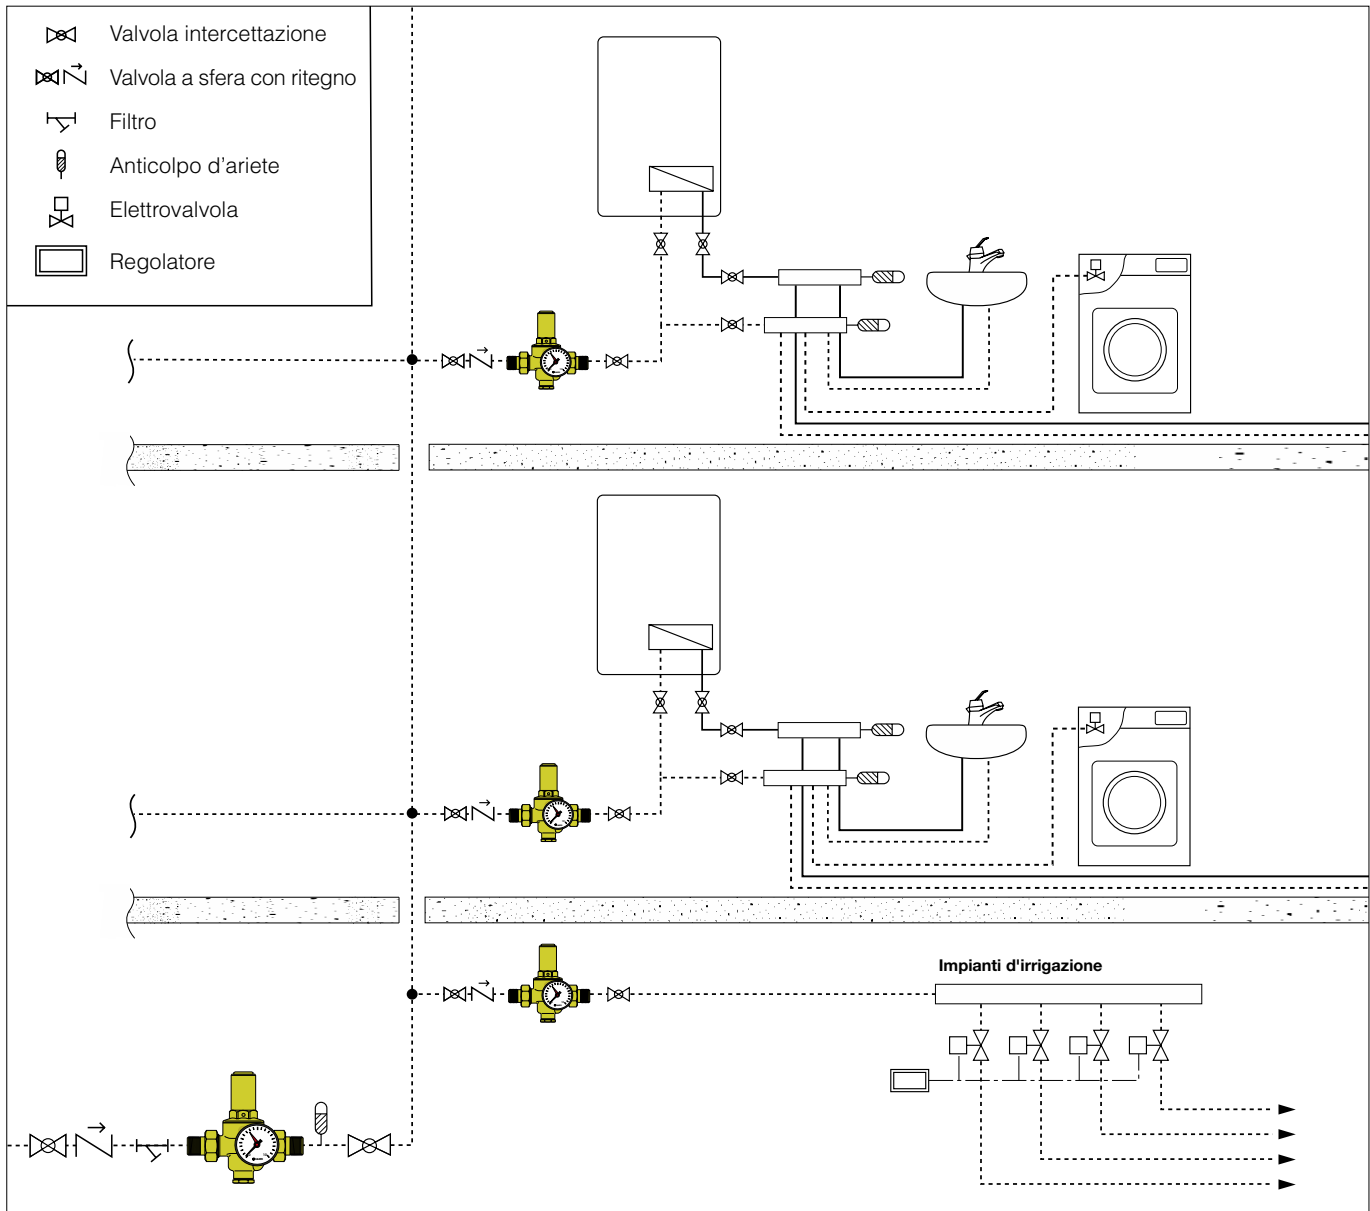 Valvola intercettazione
Valvola a sfera con ritegno
Filtro
Anticolpo d'ariete
Elettrovalvola
Regolatore
Impianti d'irrigazione